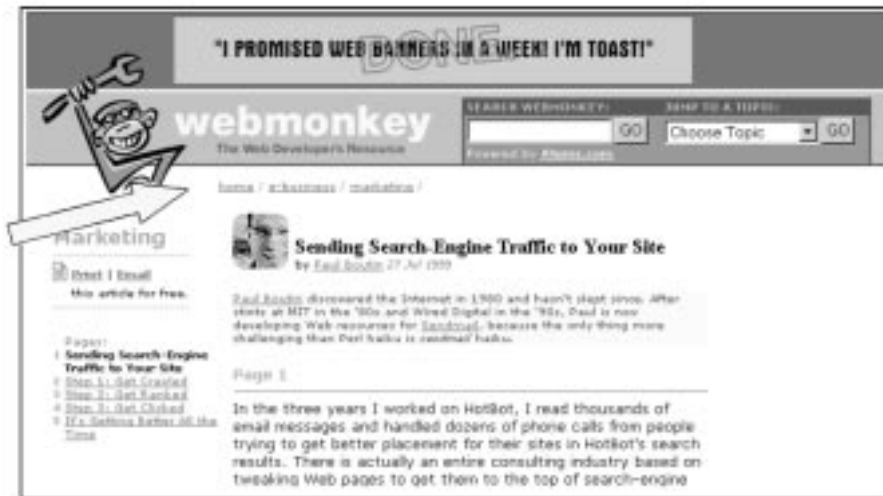 "I PROMISED WEB BANNERS IN A WEEK! I'M TOAST!"
DONE.
SEARCH WEBMONKEY: JUMP TO A TOPIC:
webmonkey GO Choose Topic GO
The Web Developer's Resource
Powered by
home / e-business / marketing /
Marketing
Sending Search-Engine Traffic to Your Site
by Paul Boutin 27 Jul 1999
Print | Email
this article for free.
Paul Boutin discovered the Internet in 1980 and hasn't slept since. After
stints at MIT in the '80s and Wired Digital in the '90s, Paul is now
developing Web resources for Sendmail, because the only thing more
challenging than Perl haiku is sendmail haiku.
Pages:
1 Sending Search-Engine
Traffic to Your Site
2 Step 1: Get Crawled
3 Step 2: Get Ranked
4 Step 3: Get Clicked
5 It's Getting Better All the
Time
Page 1
In the three years I worked on HotBot, I read thousands of
email messages and handled dozens of phone calls from people
trying to get better placement for their sites in HotBot's search
results. There is actually an entire consulting industry based on
tweaking Web pages to get them to the top of search-engine